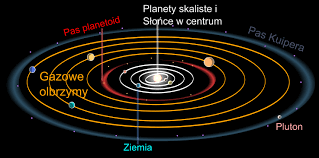 Planety skaliste i
Słońce w centrum
Pas planetoid
Pas Kuipera
Gazowe
olbrzymy
Pluton
Ziemia